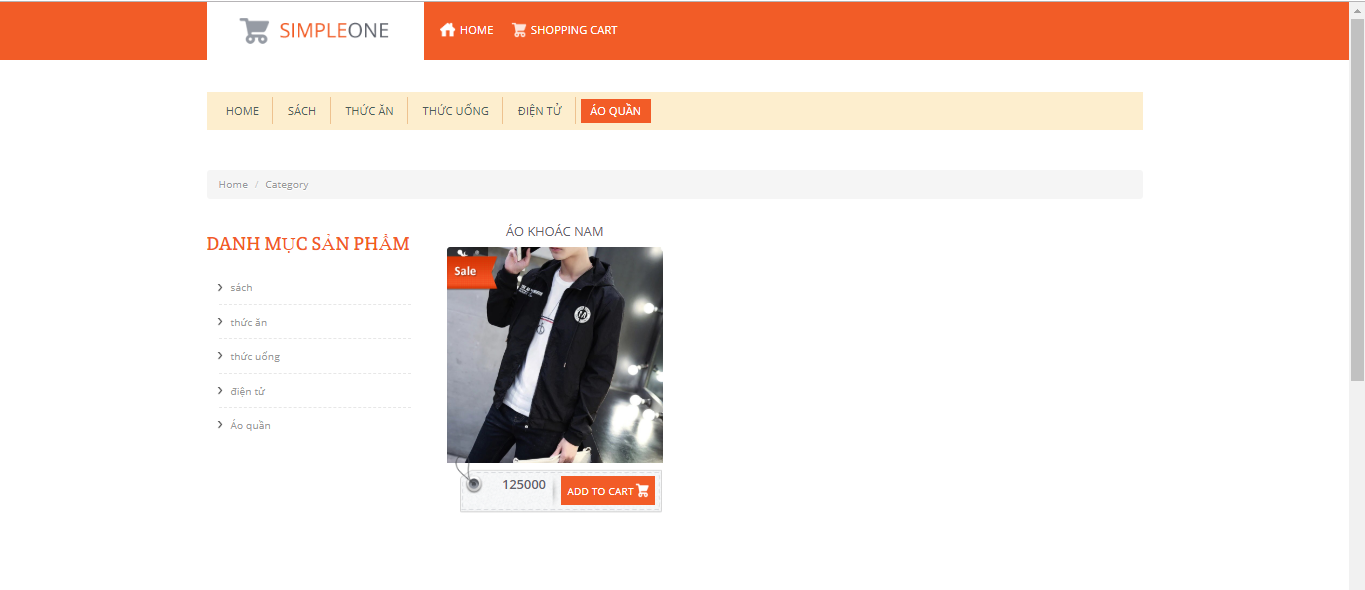 SIMPLEONE
HOME SHOPPING CART
HOME SÁCH THỨC ĂN THỨC UỐNG ĐIỆN TỬ ÁO QUẦN
Home / Category
DANH MỤC SẢN PHẨM
sách
thức ăn
thức uống
điện tử
Áo quần
ÁO KHOÁC NAM
Sale
125000 ADD TO CART